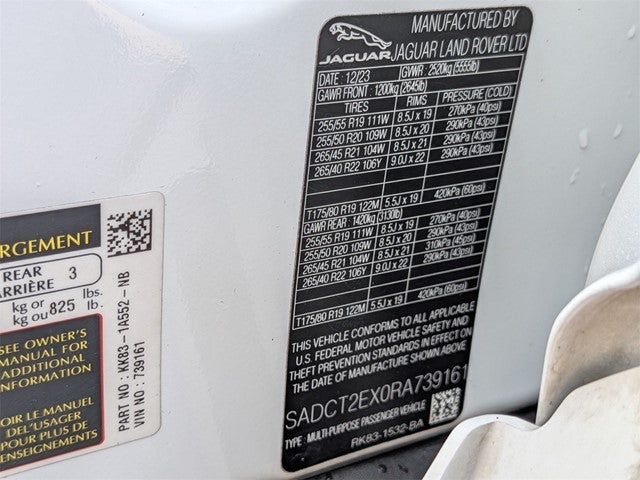 RGEMENT
REAR 3
ARRIÈRE
kg or 825 lbs.
kg ou lb.
SEE OWNER'S
MANUAL FOR
ADDITIONAL
INFORMATION
OIR LE MANUEL
DEL'USAGER
POUR PLUS DE
ENSEIGNEMENTS
PART NO : KK83-1A552-NB
VIN NO : 739161
JAGUAR
MANUFACTURED BY
JAGUAR LAND ROVER LTD
DATE : 12/23 GVWR : 2520kg (5555lb)
GAWR FRONT : 1200kg (2645lb)
TIRES RIMS PRESSURE (COLD)
255/55 R19 111W 8.5J x 19 270kPa (40psi)
255/50 R20 109W 8.5J x 20 290kPa (43psi)
265/45 R21 104W 8.5J x 21 290kPa (43psi)
265/40 R22 106Y 9.0J x 22 290kPa (43psi)
T175/80 R19 122M 5.5J x 19 420kPa (60psi)
GAWR REAR : 1420kg (3130lb)
255/55 R19 111W 8.5J x 19 270kPa (40psi)
255/50 R20 109W 8.5J x 20 290kPa (43psi)
265/45 R21 104W 8.5J x 21 310kPa (45psi)
265/40 R22 106Y 9.0J x 22 290kPa (43psi)
T175/80 R19 122M 5.5J x 19 420kPa (60psi)
THIS VEHICLE CONFORMS TO ALL APPLICABLE
U.S. FEDERAL MOTOR VEHICLE SAFETY AND
THEFT PREVENTION STANDARDS IN EFFECT ON
THE DATE OF MANUFACTURE SHOWN ABOVE.
SADCT2EX0RA739161
TYPE : MULTI-PURPOSE PASSENGER VEHICLE
RK83-1532-BA